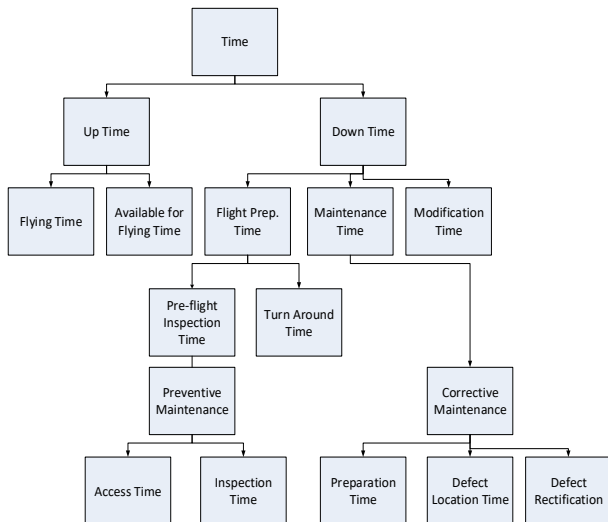 Time
Up Time
Down Time
Flying Time
Available for
Flying Time
Flight Prep.
Time
Maintenance
Time
Modification
Time
Pre-flight
Inspection
Time
Turn Around
Time
Preventive
Maintenance
Corrective
Maintenance
Access Time
Inspection
Time
Preparation
Time
Defect
Location Time
Defect
Rectification